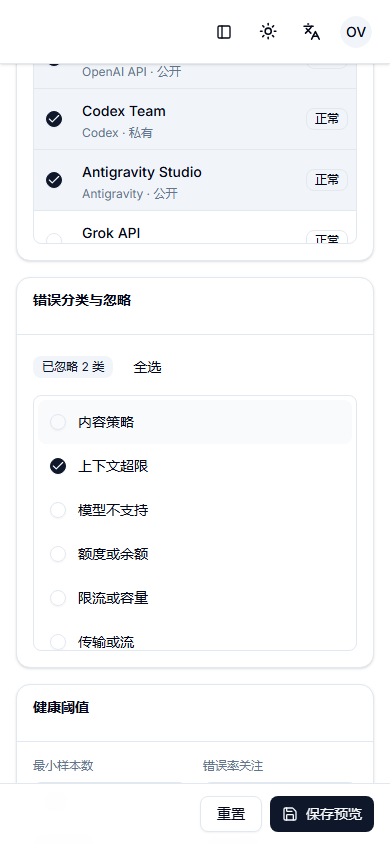 OV
OpenAI API · 公开
Codex Team
正常
Codex · 私有
Antigravity Studio
正常
Antigravity · 公开
Grok API
正常
错误分类与忽略
已忽略 2 类
全选
内容策略
上下文超限
模型不支持
额度或余额
限流或容量
传输或流
健康阈值
最小样本数
错误率关注
重置
保存预览